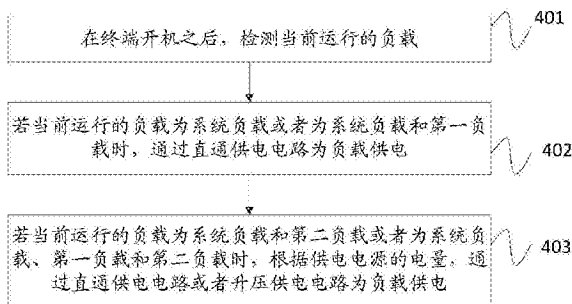 在终端开机之后，检测当前运行的负载
401
若当前运行的负载为系统负载或者为系统负载和第一负
载时，通过直通供电电路为负载供电
402
若当前运行的负载为系统负载和第二负载或者为系统负
载、第一负载和第二负载时，根据供电电源的电量，通
过直通供电电路或者升压供电电路为负载供电
403